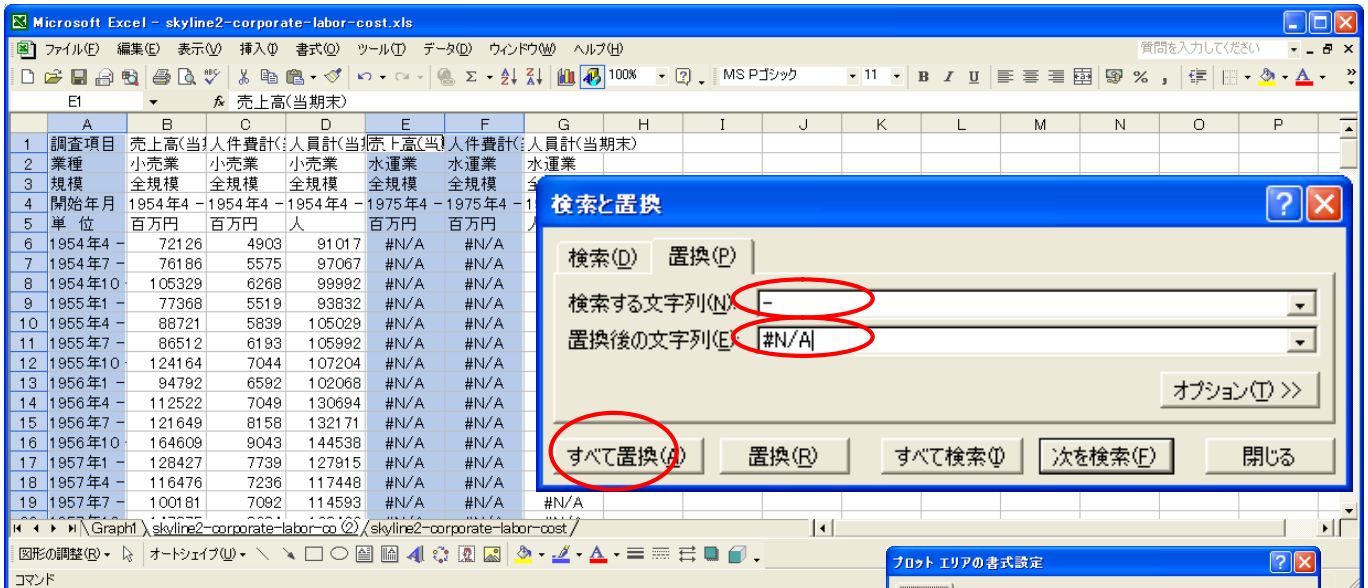 Microsoft Excel - skyline2-corporate-labor-cost.xls
ファイル(F) 編集(E) 表示(V) 挿入(I) 書式(O) ツール(T) データ(D) ウィンドウ(W) ヘルプ(H) 質問を入力してください
100% MS Pゴシック 11 B I U % ,
E1 fx 売上高(当期末)
A B C D E F G H I J K L M N O P
1 調査項目 売上高(当 人件費計( 人員計(当 売上高(当 人件費計( 人員計(当期末)
2 業種 小売業 小売業 小売業 水運業 水運業 水運業
3 規模 全規模 全規模 全規模 全規模 全規模
4 開始年月 1954年4 - 1954年4 - 1954年4 - 1975年4 - 1975年4 -
5 単 位 百万円 百万円 人 百万円 百万円
6 1954年4 - 72126 4903 91017 #N/A #N/A
7 1954年7 - 76186 5575 97067 #N/A #N/A
8 1954年10 - 105329 6268 99992 #N/A #N/A
9 1955年1 - 77368 5519 93832 #N/A #N/A
10 1955年4 - 88721 5839 105029 #N/A #N/A
11 1955年7 - 86512 6193 105992 #N/A #N/A
12 1955年10 124164 7044 107204 #N/A #N/A
13 1956年1 - 94792 6592 102068 #N/A #N/A
14 1956年4 - 112522 7049 130694 #N/A #N/A
15 1956年7 - 121649 8158 132171 #N/A #N/A
16 1956年10 - 164609 9043 144538 #N/A #N/A
17 1957年1 - 128427 7739 127915 #N/A #N/A
18 1957年4 - 116476 7236 117448 #N/A #N/A
19 1957年7 - 100181 7092 114593 #N/A #N/A #N/A
検索と置換
検索(D) 置換(P)
検索する文字列(N): -
置換後の文字列(E): #N/A
オプション(T) >>
すべて置換(A) 置換(R) すべて検索(I) 次を検索(F) 閉じる
Graph1 skyline2-corporate-labor-co (2) skyline2-corporate-labor-cost
図形の調整(R) オートシェイプ(U)
プロット エリアの書式設定
コマンド